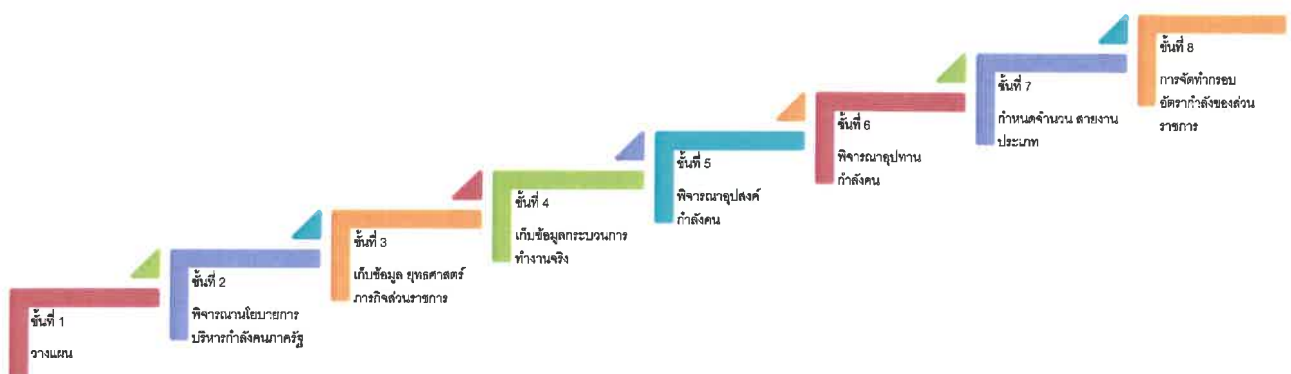 ขั้นที่ 1
วางแผน
ขั้นที่ 2
พิจารณานโยบายการ
บริหารกำลังคนภาครัฐ
ขั้นที่ 3
เก็บข้อมูล ยุทธศาสตร์
ภารกิจส่วนราชการ
ขั้นที่ 4
เก็บข้อมูลกระบวนการ
ทำงานจริง
ขั้นที่ 5
พิจารณาอุปสงค์
กำลังคน
ขั้นที่ 6
พิจารณาอุปทาน
กำลังคน
ขั้นที่ 7
กำหนดจำนวน สายงาน
ประเภท
ขั้นที่ 8
การจัดทำกรอบ
อัตรากำลังของส่วน
ราชการ